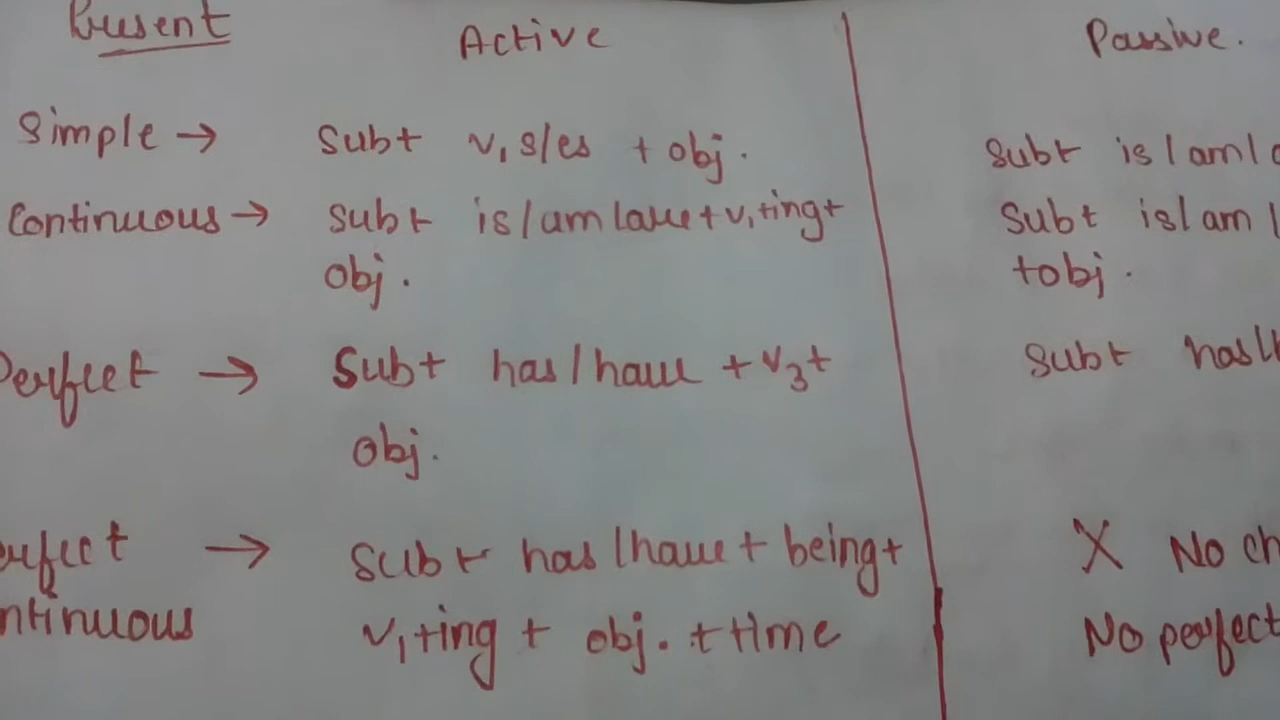 Present Active Passive.
Simple → Sub+ v1 s/es + obj. Sub+ is/am/
Continuous → Sub+ is/am/are+v1+ing+ Sub+ is/am/
obj. +obj.
Perfect → Sub+ has/have + v3+ Sub+ has/
obj.
→ Sub+ has/have + being+ X No
v1+ing + obj. + time No perfect